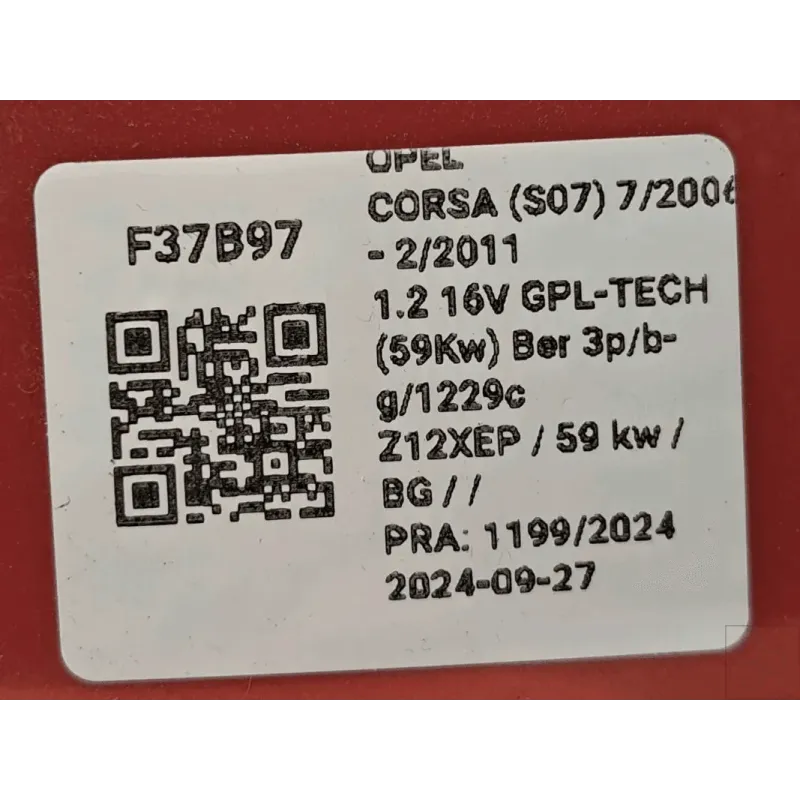 F37B97
OPEL
CORSA (S07) 7/2006
- 2/2011
1.2 16V GPL-TECH
(59Kw) Ber 3p/b-
g/1229c
Z12XEP / 59 kw /
BG / /
PRA: 1199/2024
2024-09-27